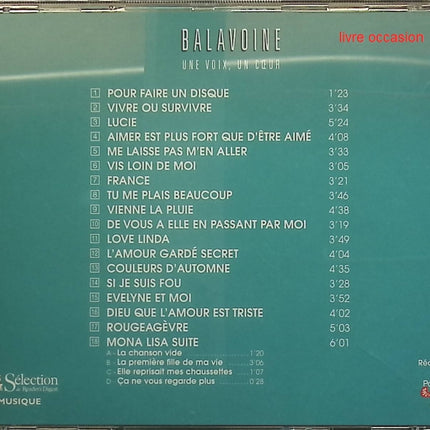 BALAVOINE
livre occasion
UNE VOIX, UN CŒUR
1 POUR FAIRE UN DISQUE 1'23
2 VIVRE OU SURVIVRE 3'34
3 LUCIE 5'24
4 AIMER EST PLUS FORT QUE D'ÊTRE AIMÉ 4'08
5 ME LAISSE PAS M'EN ALLER 3'33
6 VIS LOIN DE MOI 3'05
7 FRANCE 3'21
8 TU ME PLAIS BEAUCOUP 3'46
9 VIENNE LA PLUIE 4'38
10 DE VOUS A ELLE EN PASSANT PAR MOI 3'19
11 LOVE LINDA 3'49
12 L'AMOUR GARDÉ SECRET 4'04
13 COULEURS D'AUTOMNE 4'35
14 SI JE SUIS FOU 3'28
15 EVELYNE ET MOI 3'52
16 DIEU QUE L'AMOUR EST TRISTE 4'02
17 ROUGEAGÈVRE 5'03
18 MONA LISA SUITE 6'01
A - La chanson vide 1'20
B - La première fille de ma vie 3'06
C - Elle reprisait mes chaussettes 1'07
D - Ça ne vous regarde plus 0'28
Sélection
du Reader's Digest
MUSIQUE